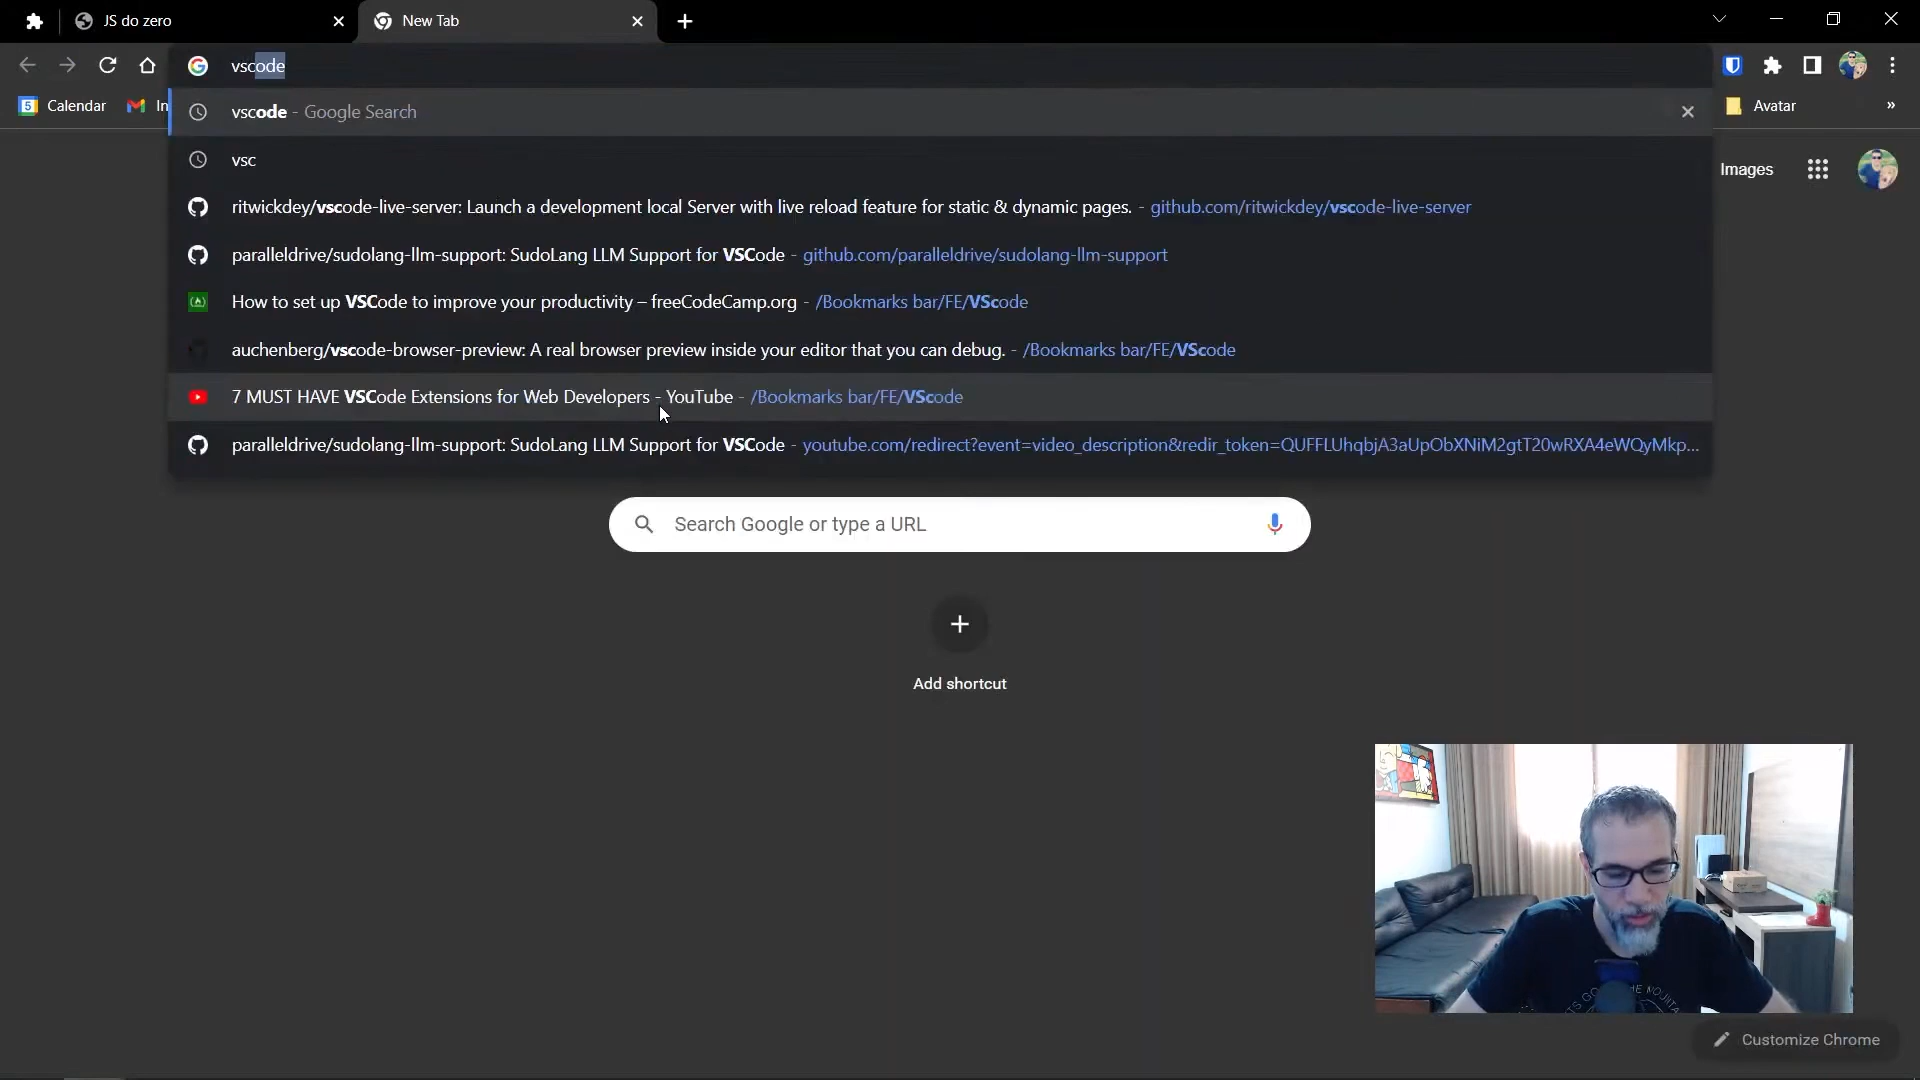 JS do zero
New Tab
vscode
5 Calendar
In
Avatar
»
vscode - Google Search
vsc
Images
ritwickdey/vscode-live-server: Launch a development local Server with live reload feature for static & dynamic pages. - github.com/ritwickdey/vscode-live-server
paralleldrive/sudolang-llm-support: SudoLang LLM Support for VSCode - github.com/paralleldrive/sudolang-llm-support
How to set up VSCode to improve your productivity – freeCodeCamp.org - /Bookmarks bar/FE/VScode
auchenberg/vscode-browser-preview: A real browser preview inside your editor that you can debug. - /Bookmarks bar/FE/VScode
7 MUST HAVE VSCode Extensions for Web Developers - YouTube - /Bookmarks bar/FE/VScode
paralleldrive/sudolang-llm-support: SudoLang LLM Support for VSCode - youtube.com/redirect?event=video_description&redir_token=QUFFLUhqbjA3aUpObXNiM2gtT20wRXA4eWQyMkp...
Search Google or type a URL
Add shortcut
Customize Chrome